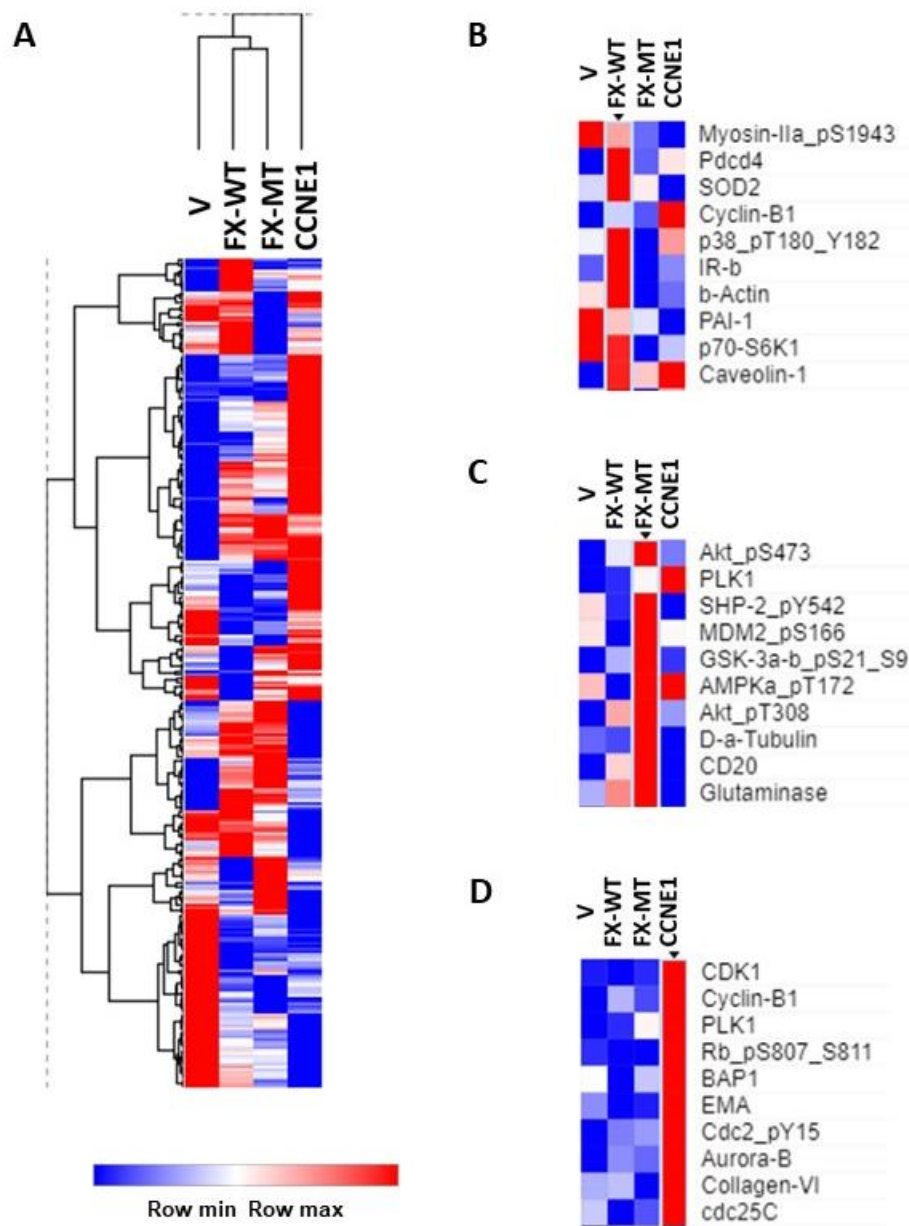 A
V
FX-WT
FX-MT
CCNE1
Row min Row max
B
V
FX-WT
FX-MT
CCNE1
Myosin-IIa_pS1943
Pdcd4
SOD2
Cyclin-B1
p38_pT180_Y182
IR-b
b-Actin
PAI-1
p70-S6K1
Caveolin-1
C
V
FX-WT
FX-MT
CCNE1
Akt_pS473
PLK1
SHP-2_pY542
MDM2_pS166
GSK-3a-b_pS21_S9
AMPKa_pT172
Akt_pT308
D-a-Tubulin
CD20
Glutaminase
D
V
FX-WT
FX-MT
CCNE1
CDK1
Cyclin-B1
PLK1
Rb_pS807_S811
BAP1
EMA
Cdc2_pY15
Aurora-B
Collagen-VI
cdc25C